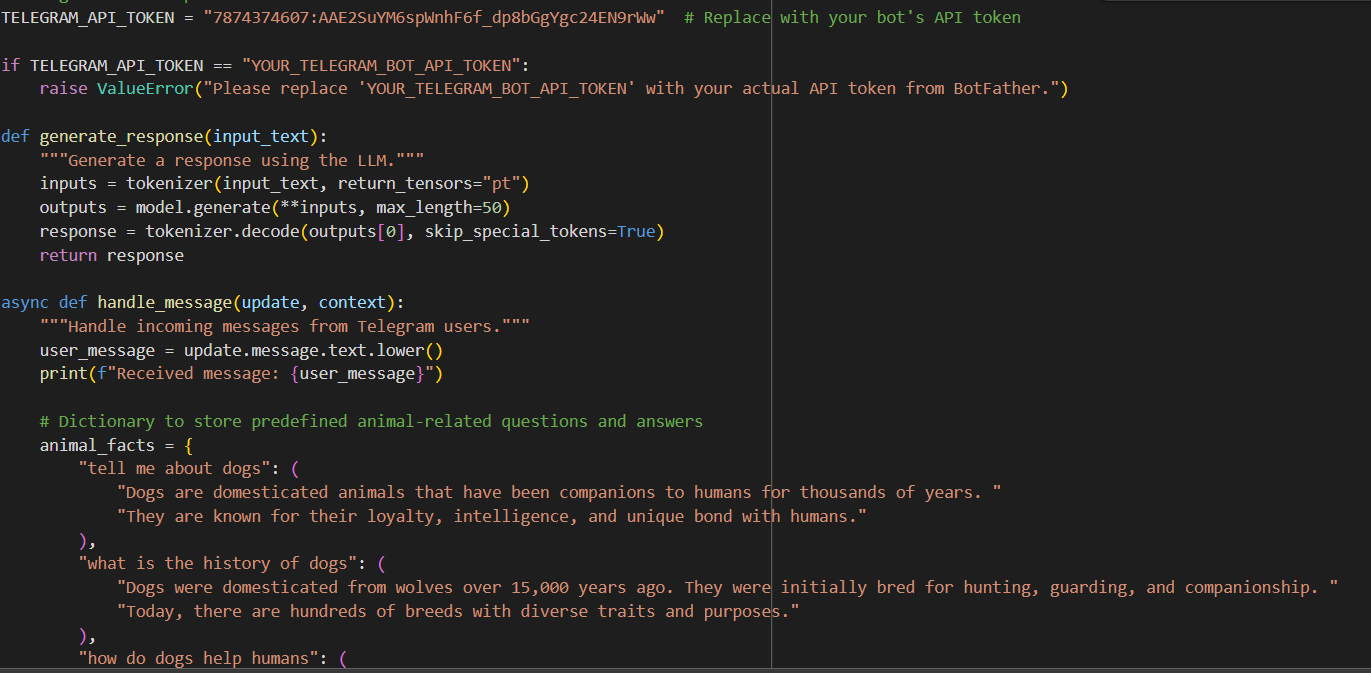 TELEGRAM_API_TOKEN = "7874374607:AAE2SuYM6spWnhF6f_dp8bGgYgc24EN9rWw"  # Replace with your bot's API token
if TELEGRAM_API_TOKEN == "YOUR_TELEGRAM_BOT_API_TOKEN":
    raise ValueError("Please replace 'YOUR_TELEGRAM_BOT_API_TOKEN' with your actual API token from BotFather.")
def generate_response(input_text):
    """Generate a response using the LLM."""
    inputs = tokenizer(input_text, return_tensors="pt")
    outputs = model.generate(**inputs, max_length=50)
    response = tokenizer.decode(outputs[0], skip_special_tokens=True)
    return response
async def handle_message(update, context):
    """Handle incoming messages from Telegram users."""
    user_message = update.message.text.lower()
    print(f"Received message: {user_message}")
    # Dictionary to store predefined animal-related questions and answers
    animal_facts = {
        "tell me about dogs": (
            "Dogs are domesticated animals that have been companions to humans for thousands of years. "
            "They are known for their loyalty, intelligence, and unique bond with humans."
        ),
        "what is the history of dogs": (
            "Dogs were domesticated from wolves over 15,000 years ago. They were initially bred for hunting, guarding, and companionship. "
            "Today, there are hundreds of breeds with diverse traits and purposes."
        ),
        "how do dogs help humans": (